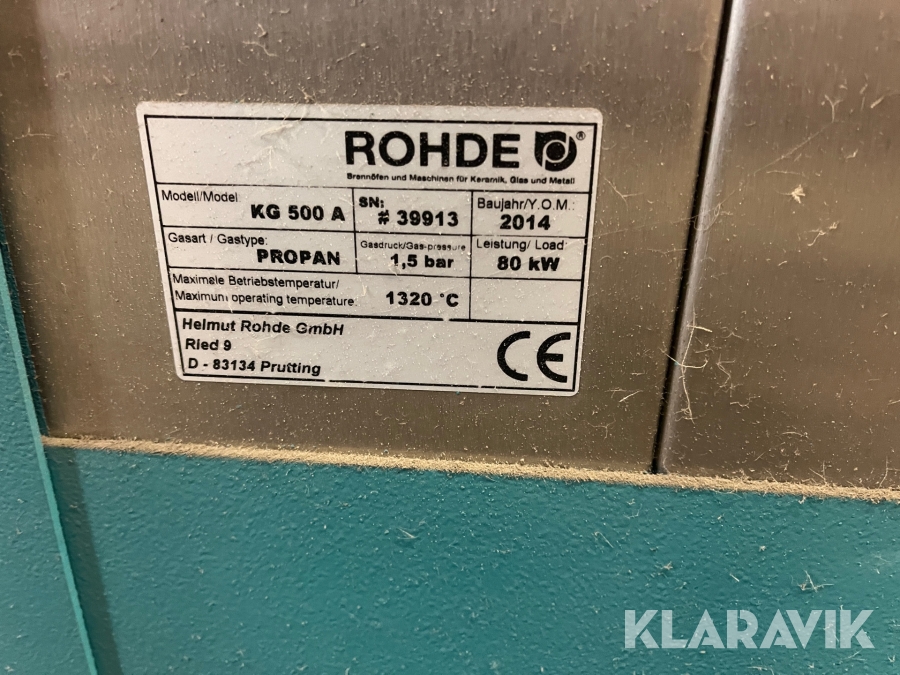 ROHDE ®
Brennöfen und Maschinen für Keramik, Glas und Metall
Modell/Model
KG 500 A
SN:
# 39913
Baujahr/Y.O.M.:
2014
Gasart / Gastype:
PROPAN
Gasdruck/Gas-pressure
1,5 bar
Leistung/ Load
80 kW
Maximale Betriebstemperatur/
Maximum operating temperature:
1320 °C
Helmut Rohde GmbH
Ried 9
D - 83134 Prutting
CE
KLARAVIK